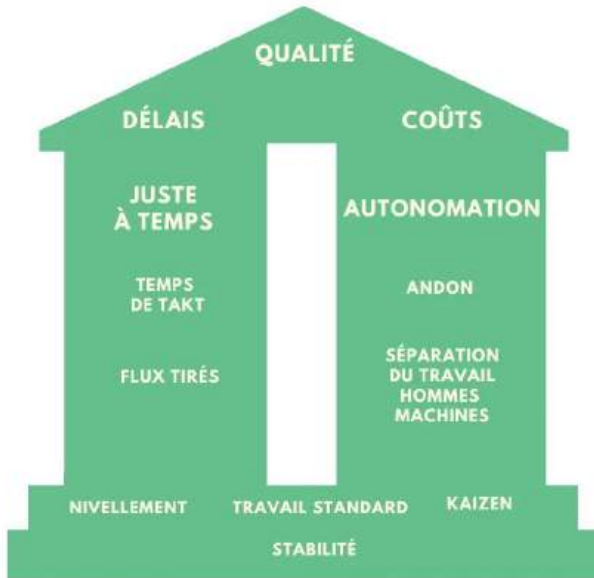 QUALITÉ
DÉLAIS
COÛTS
JUSTE
À TEMPS
TEMPS
DE TAKT
FLUX TIRÉS
AUTONOMATION
ANDON
SÉPARATION
DU TRAVAIL
HOMMES
MACHINES
NIVELLEMENT
TRAVAIL STANDARD
KAIZEN
STABILITÉ